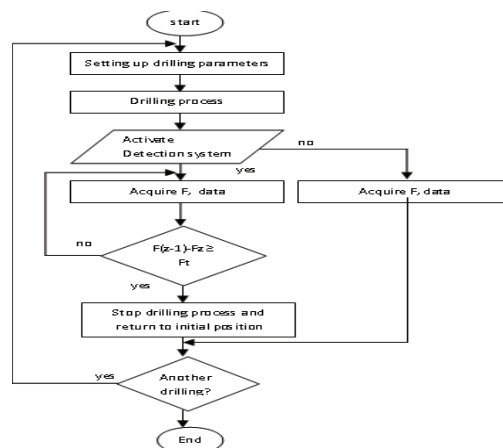 start
Setting up drilling parameters
Drilling process
Activate
Detection system
no
yes
Acquire F, data
Acquire F, data
no
F(z-1)-Fz ≥
Ft
yes
Stop drilling process and
return to initial position
yes
Another
drilling?
End